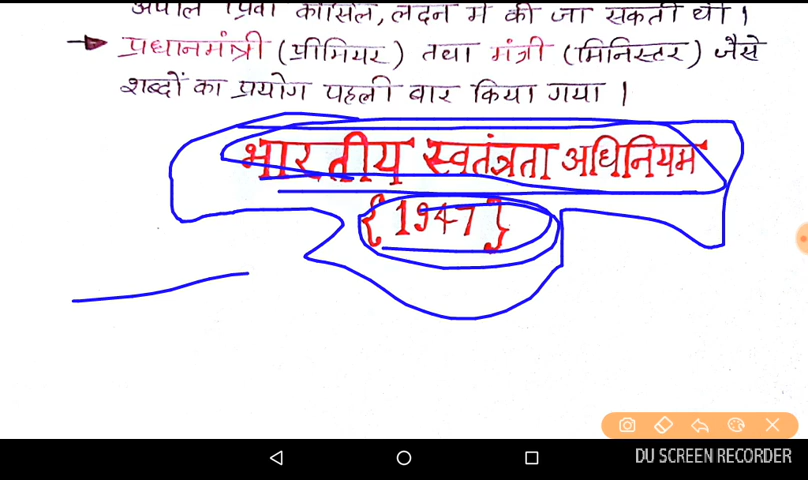 अपील प्रिवी काउंसिल, लंदन में की जा सकती थी।
→ प्रधानमंत्री (प्रीमियर) तथा मंत्री (मिनिस्टर) जैसे
शब्दों का प्रयोग पहली बार किया गया।
भारतीय स्वतंत्रता अधिनियम
{1947}
DU SCREEN RECORDER